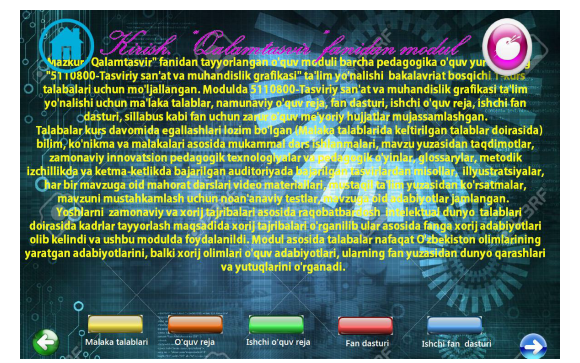 Kirish. "Qalamtasvir" fanidan modul
"Mazkur "Qalamtasvir" fanidan tayyorlangan o'quv moduli barcha pedagogika o'quv
"5110800-Tasviriy san'at va muhandislik grafikasi" ta'lim yo'nalishi bakalavriat bosqichi 1-kurs
talabalari uchun mo'ljallangan. Modulda 5110800-Tasviriy san'at va muhandislik grafikasi ta'lim
yo'nalishi uchun ma'laka talablar, namunaviy o'quv reja, fan dasturi, ishchi o'quv reja, ishchi fan
dasturi, sillabus kabi fan uchun zarur o'quv me'yoriy hujjatlar mujassamlashgan.
Talabalar kurs davomida egallashlari lozim bo'lgan (Malaka talablarida keltirilgan talablar doirasida)
bilim, ko'nikma va malakalari asosida mukammal dars ishlanmalari, mavzu yuzasidan taqdimotlar,
zamonaviy innovatsion pedagogik texnologiyalar va pedagogik o'yinlar, glossarylar, metodik
izchillikda va ketma-ketlikda bajarilgan auditoriyada bajarilgan tasvirlardan misollar, illyustratsiyalar,
har bir mavzuga oid mahorat darslari video materiallari, mustaqil ta'lim yuzasidan ko'rsatmalar,
mavzuni mustahkamlash uchun noan'anaviy testlar, mavzuga oid adabiyotlar jamlangan.
Yoshlarni zamonaviy va xorij tajribalari asosida raqobatbardosh intelektual dunyo talablari
doirasida kadrlar tayyorlash maqsadida xorij tajribalari o'rganilib ular asosida fanga xorij adabiyotlari
olib kelindi va ushbu modulda foydalanildi. Modul asosida talabalar nafaqat O'zbekiston olimlarining
yaratgan adabiyotlarini, balki xorij olimlari o'quv adabiyotlari, ularning fan yuzasidan dunyo qarashlari
va yutuqlarini o'rganadi.
Malaka talablari
O'quv reja
Ishchi o'quv reja
Fan dasturi
Ishchi fan dasturi